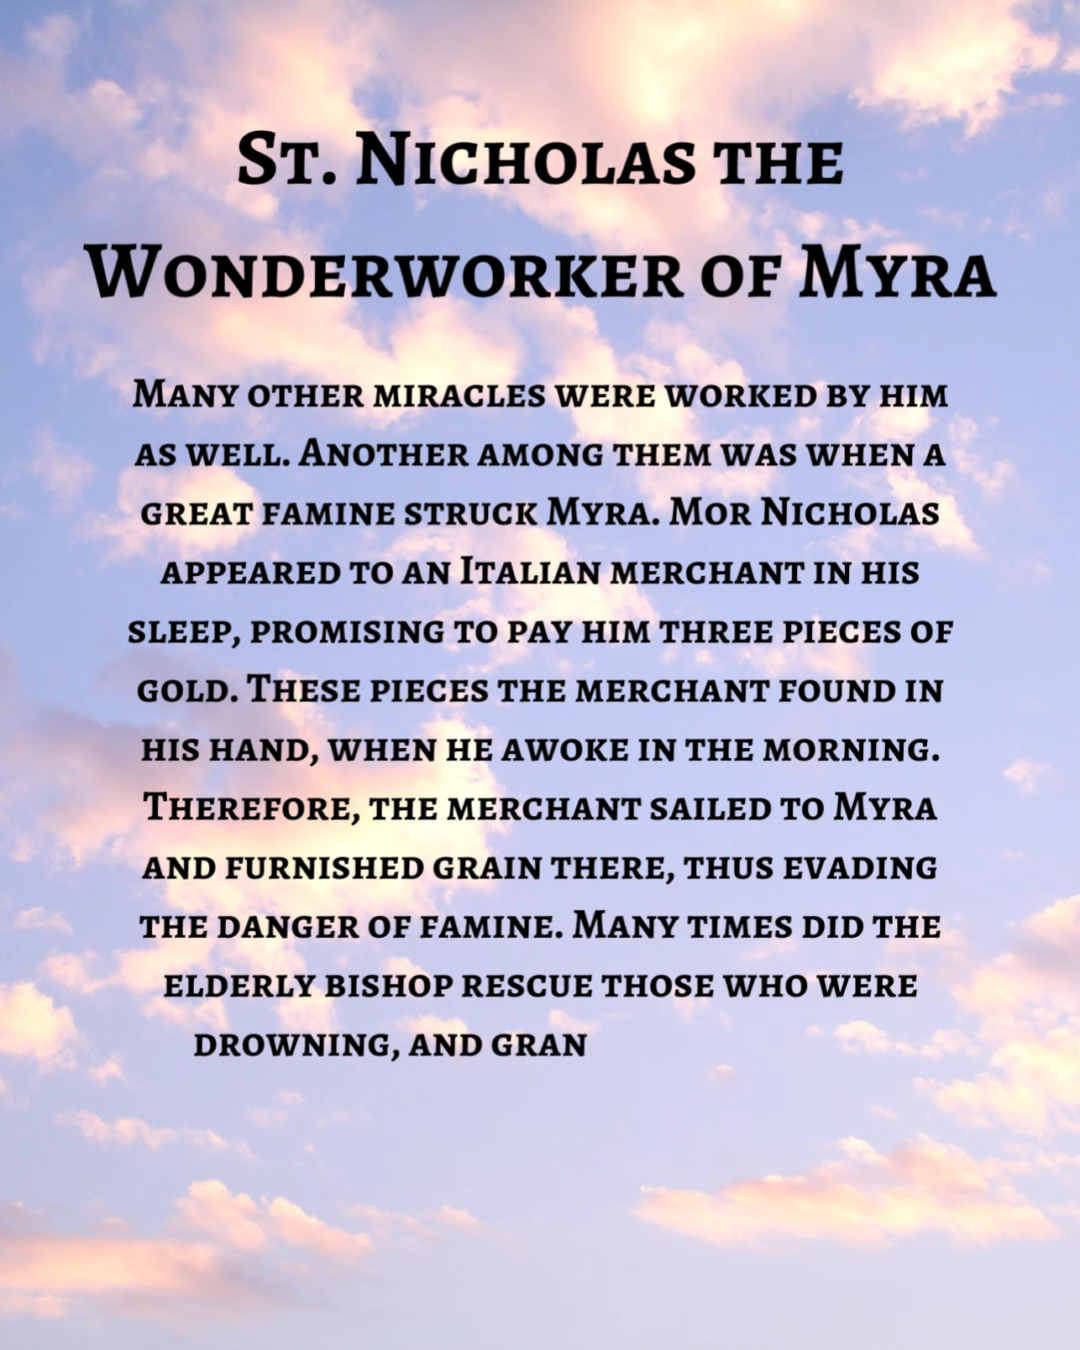 St. Nicholas the
Wonderworker of Myra
Many other miracles were worked by him
as well. Another among them was when a
great famine struck Myra. Mor Nicholas
appeared to an Italian merchant in his
sleep, promising to pay him three pieces of
gold. These pieces the merchant found in
his hand, when he awoke in the morning.
Therefore, the merchant sailed to Myra
and furnished grain there, thus evading
the danger of famine. Many times did the
elderly bishop rescue those who were
drowning, and gran